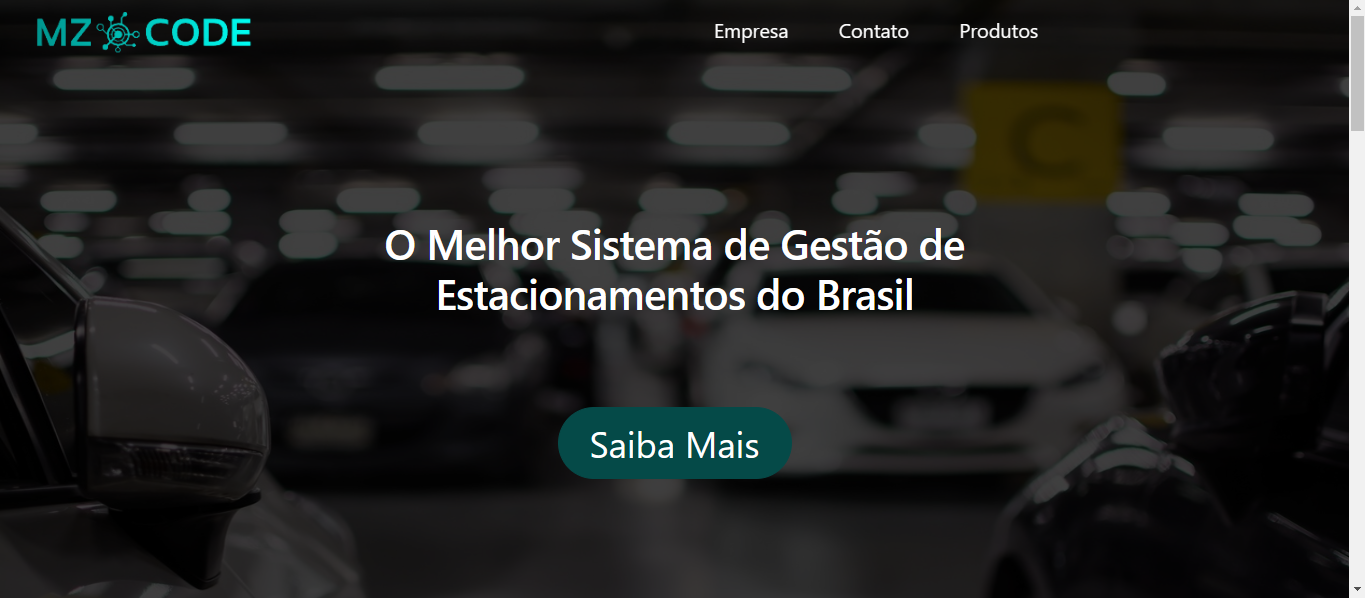 MZ CODE
Empresa Contato Produtos
C
O Melhor Sistema de Gestão de
Estacionamentos do Brasil
Saiba Mais